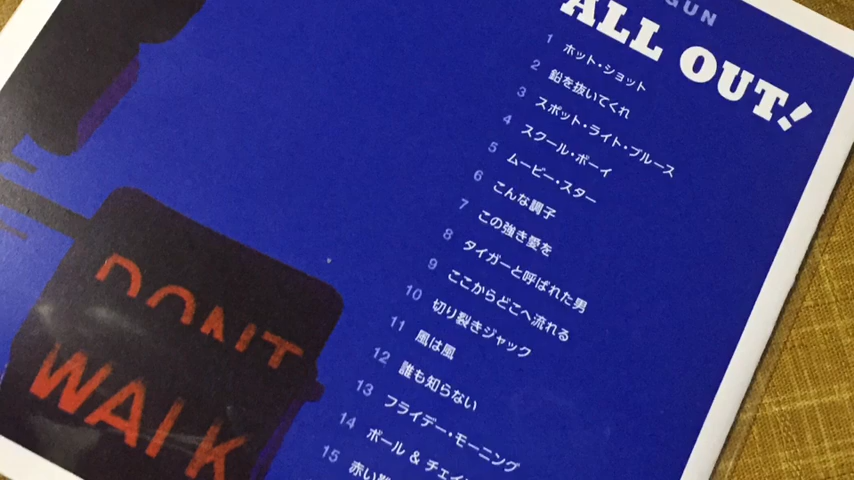 GUN
ALL OUT!
1 ホット・ショット
2 鉛を抜いてくれ
3 スポット・ライト・ブルース
4 スクール・ボーイ
5 ムービー・スター
6 こんな調子
7 この強き愛を
8 タイガーと呼ばれた男
9 ここからどこへ流れる
10 切り裂きジャック
11 風は風
12 誰も知らない
13 フライデー・モーニング
14 ボール & チェイ
15 赤い
DONT
WALK